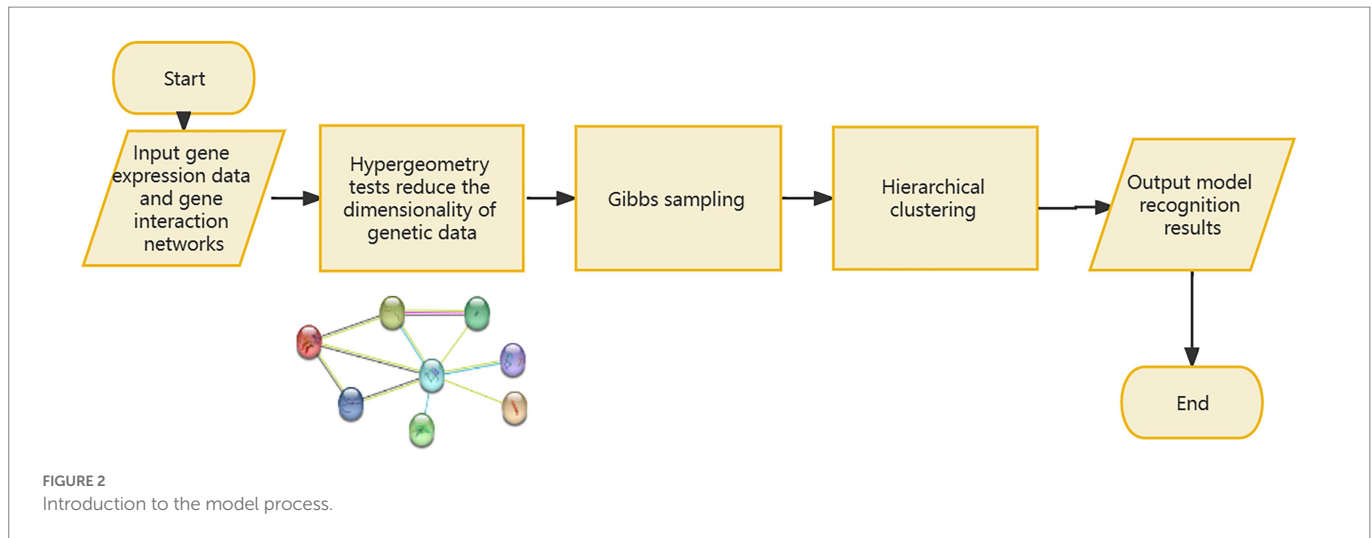 Start
Input gene
expression data
and gene
interaction
networks
Hypergeometry
tests reduce the
dimensionality of
genetic data
Gibbs sampling
Hierarchical
clustering
Output model
recognition
results
End
FIGURE 2
Introduction to the model process.